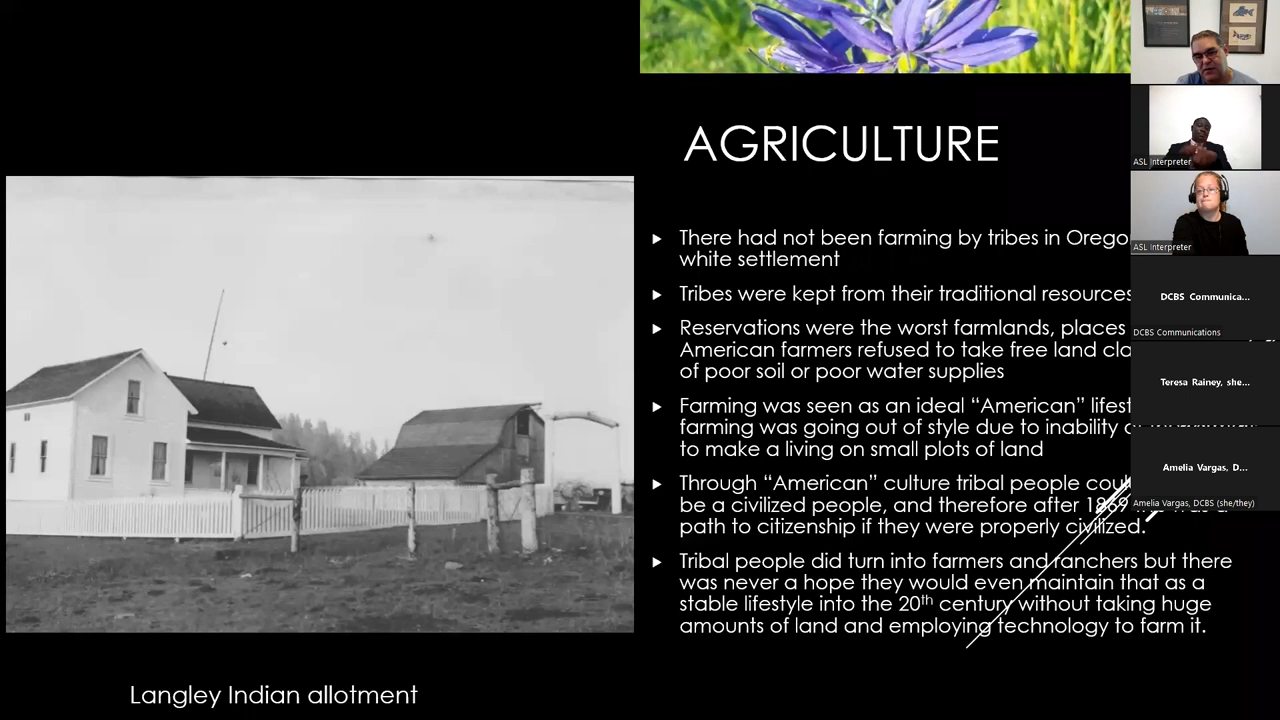 AGRICULTURE
There had not been farming by tribes in Orego
white settlement
Tribes were kept from their traditional resources
Reservations were the worst farmlands, places
American farmers refused to take free land cla
of poor soil or poor water supplies
Farming was seen as an ideal “American” lifest
farming was going out of style due to inability
to make a living on small plots of land
Through “American” culture tribal people coul
be a civilized people, and therefore after 1869
path to citizenship if they were properly civilized.
Tribal people did turn into farmers and ranchers but there
was never a hope they would even maintain that as a
stable lifestyle into the 20th century without taking huge
amounts of land and employing technology to farm it.
Langley Indian allotment
ASL Interpreter
ASL Interpreter
DCBS Communica...
DCBS Communications
Teresa Rainey, she...
Amelia Vargas, D...
Amelia Vargas, DCBS (she/they)